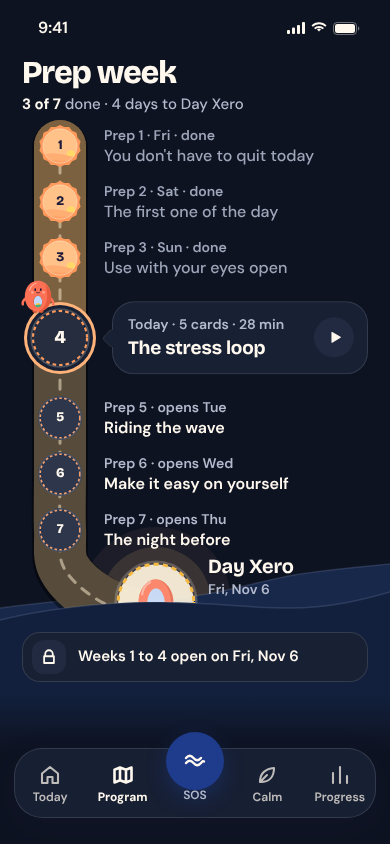 9:41
Prep week
3 of 7 done · 4 days to Day Xero
1
Prep 1 · Fri · done
You don't have to quit today
2
Prep 2 · Sat · done
The first one of the day
3
Prep 3 · Sun · done
Use with your eyes open
4
Today · 5 cards · 28 min
The stress loop
5
Prep 5 · opens Tue
Riding the wave
6
Prep 6 · opens Wed
Make it easy on yourself
7
Prep 7 · opens Thu
The night before
Day Xero
Fri, Nov 6
Weeks 1 to 4 open on Fri, Nov 6
Today
Program
SOS
Calm
Progress